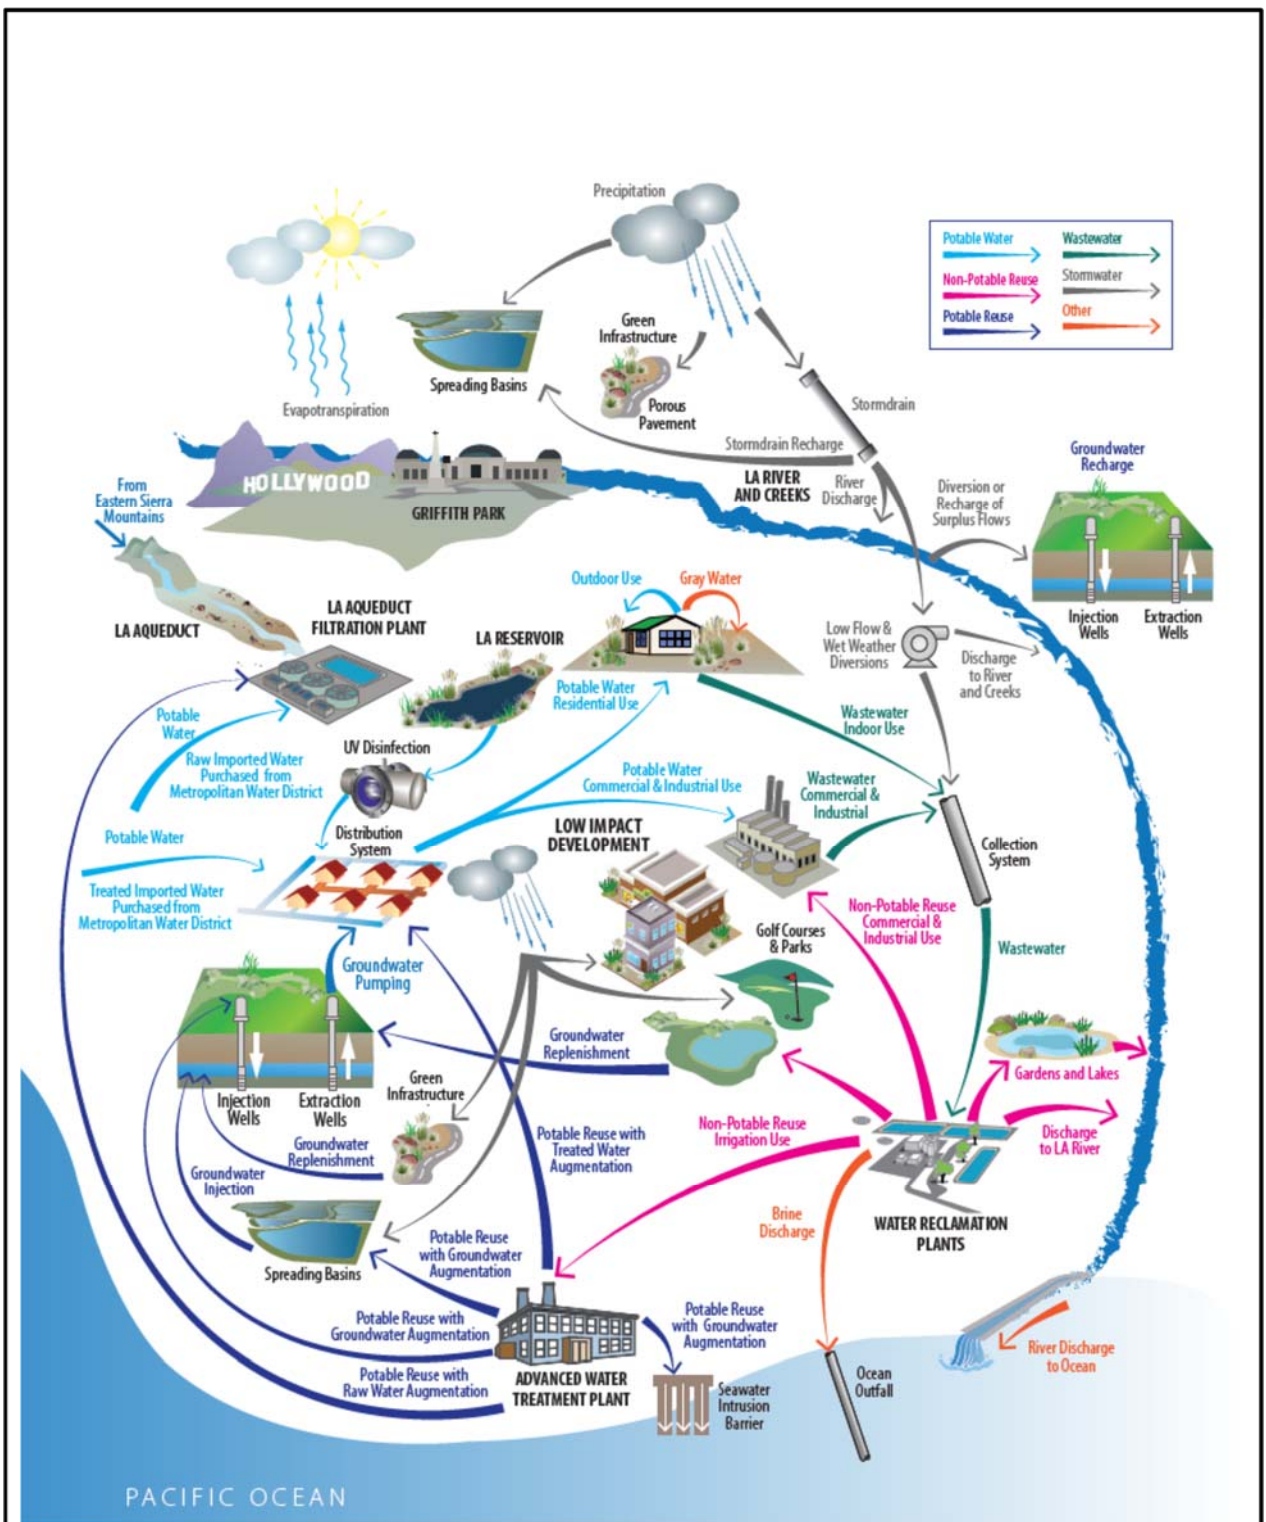 Precipitation
Potable Water
Wastewater
Non-Potable Reuse
Stormwater
Potable Reuse
Other
Green
Infrastructure
Spreading Basins
Porous
Pavement
Stormdrain
Evapotranspiration
Stormdrain Recharge
LA RIVER
AND CREEKS
River
Discharge
Groundwater
Recharge
Diversion or
Recharge of
Surplus Flows
HOLLYWOOD
GRIFFITH PARK
From
Eastern Sierra
Mountains
Injection
Wells
Extraction
Wells
LA AQUEDUCT
LA AQUEDUCT
FILTRATION PLANT
LA RESERVOIR
Outdoor Use
Gray Water
Low Flow &
Wet Weather
Diversions
Discharge
to River
and Creeks
Potable Water
Residential Use
Wastewater
Indoor Use
Potable
Water
Raw Imported Water
Purchased from
Metropolitan Water District
UV Disinfection
Potable Water
Commercial & Industrial Use
Wastewater
Commercial &
Industrial
Potable Water
Distribution
System
LOW IMPACT
DEVELOPMENT
Collection
System
Treated Imported Water
Purchased from
Metropolitan Water District
Non-Potable Reuse
Commercial &
Industrial Use
Golf Courses
& Parks
Wastewater
Groundwater
Pumping
Groundwater
Replenishment
Gardens and Lakes
Injection
Wells
Extraction
Wells
Green
Infrastructure
Non-Potable Reuse
Irrigation Use
Discharge
to LA River
Potable Reuse with
Treated Water
Augmentation
Groundwater
Replenishment
Groundwater
Injection
Brine
Discharge
WATER RECLAMATION
PLANTS
Spreading Basins
Potable Reuse
with Groundwater
Augmentation
Potable Reuse with
Groundwater Augmentation
Potable Reuse
with Groundwater
Augmentation
Potable Reuse with
Raw Water Augmentation
ADVANCED WATER
TREATMENT PLANT
Seawater
Intrusion
Barrier
Ocean
Outfall
River Discharge
to Ocean
PACIFIC OCEAN